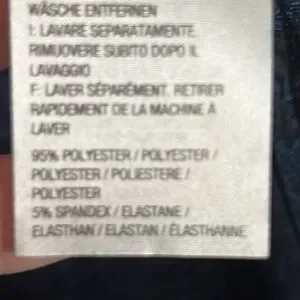 WÄSCHE ENTFERNEN
I: LAVARE SEPARATAMENTE.
RIMUOVERE SUBITO DOPO IL
LAVAGGIO
F: LAVER SÉPARÉMENT. RETIRER
RAPIDEMENT DE LA MACHINE À
LAVER
95% POLYESTER / POLYESTER /
POLYESTER / POLIESTERE /
POLYESTER
5% SPANDEX / ELASTANE /
ELASTHAN / ELASTAN / ÉLASTHANNE